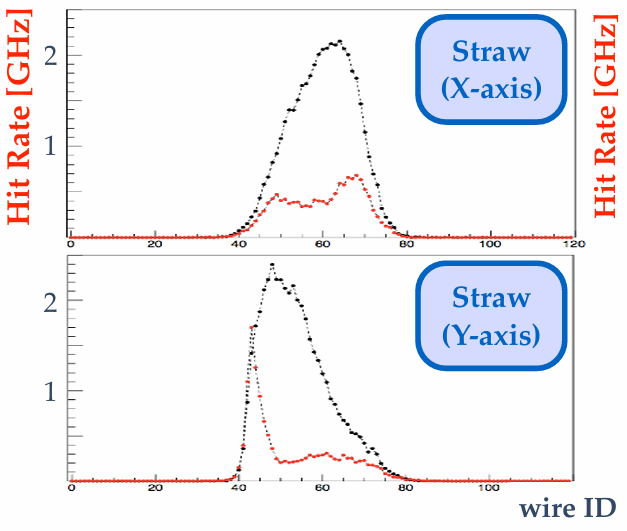 Hit Rate [GHz]
Hit Rate [GHz]
Straw
(X-axis)
2
1
0 20 40 60 80 100 120
Straw
(Y-axis)
2
1
0 20 40 60 80 100
wire ID